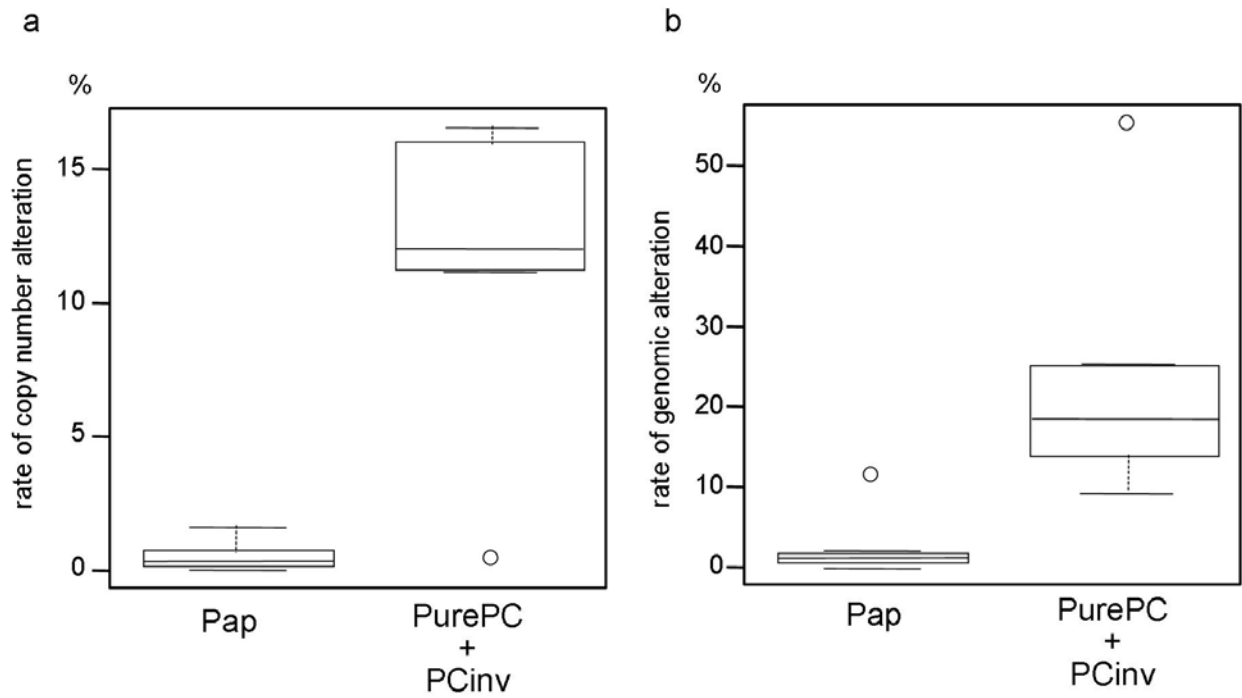 a
%
rate of copy number alteration
15
10
5
0
Pap
PurePC
+
PCinv
b
%
rate of genomic alteration
50
40
30
20
10
0
Pap
PurePC
+
PCinv